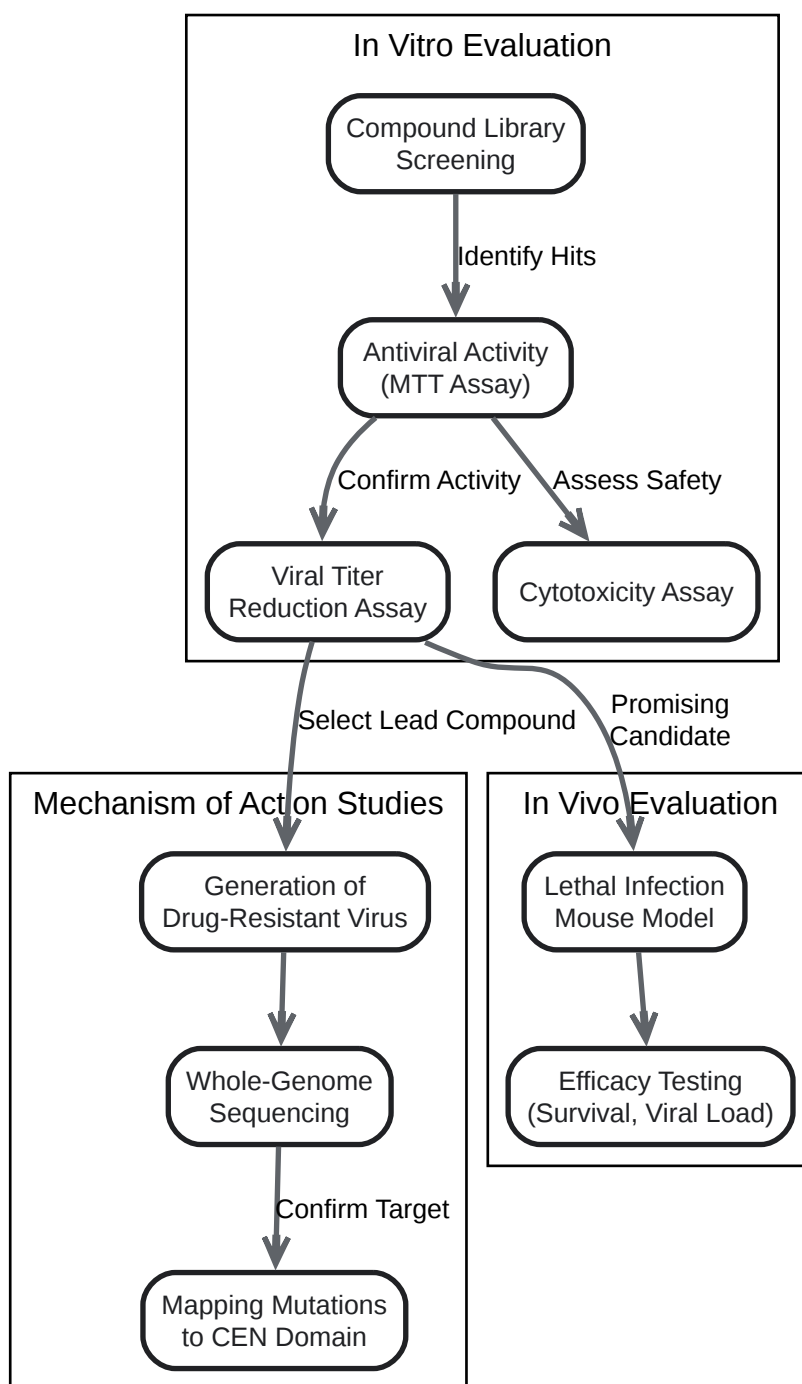 In Vitro Evaluation
Compound Library
Screening
Identify Hits
Antiviral Activity
(MTT Assay)
Confirm Activity
Assess Safety
Viral Titer
Reduction Assay
Cytotoxicity Assay
Select Lead Compound
Promising
Candidate
Mechanism of Action Studies
Generation of
Drug-Resistant Virus
Whole-Genome
Sequencing
Confirm Target
Mapping Mutations
to CEN Domain
In Vivo Evaluation
Lethal Infection
Mouse Model
Efficacy Testing
(Survival, Viral Load)